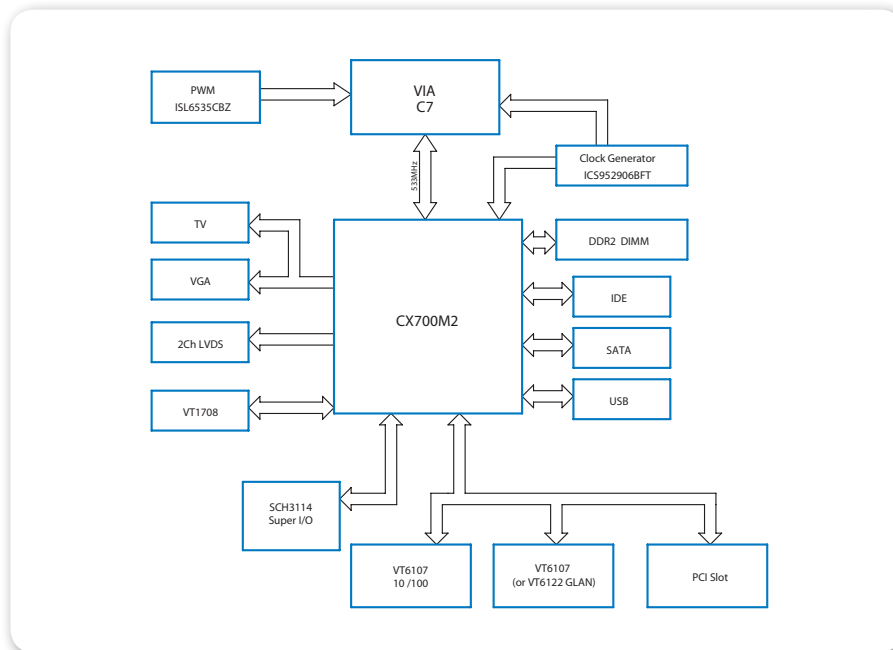 PWM
ISL6535CBZ
VIA
C7
Clock Generator
ICS952906BFT
533MHz
TV
VGA
2Ch LVDS
VT1708
CX700M2
DDR2 DIMM
IDE
SATA
USB
SCH3114
Super I/O
VT6107
10 /100
VT6107
(or VT6122 GLAN)
PCI Slot